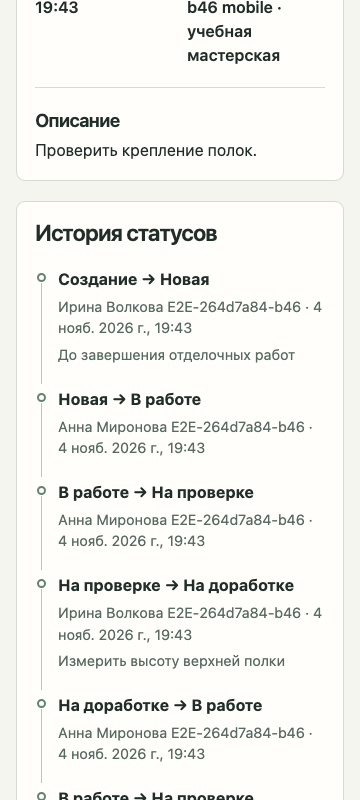 19:43
b46 mobile ·
учебная
мастерская
Описание
Проверить крепление полок.
История статусов
Создание → Новая
Ирина Волкова E2E-264d7a84-b46 · 4
нояб. 2026 г., 19:43
До завершения отделочных работ
Новая → В работе
Анна Миронова E2E-264d7a84-b46 ·
4 нояб. 2026 г., 19:43
В работе → На проверке
Анна Миронова E2E-264d7a84-b46 ·
4 нояб. 2026 г., 19:43
На проверке → На доработке
Ирина Волкова E2E-264d7a84-b46 · 4
нояб. 2026 г., 19:43
Измерить высоту верхней полки
На доработке → В работе
Анна Миронова E2E-264d7a84-b46 ·
4 нояб. 2026 г., 19:43
В работе → На проверке